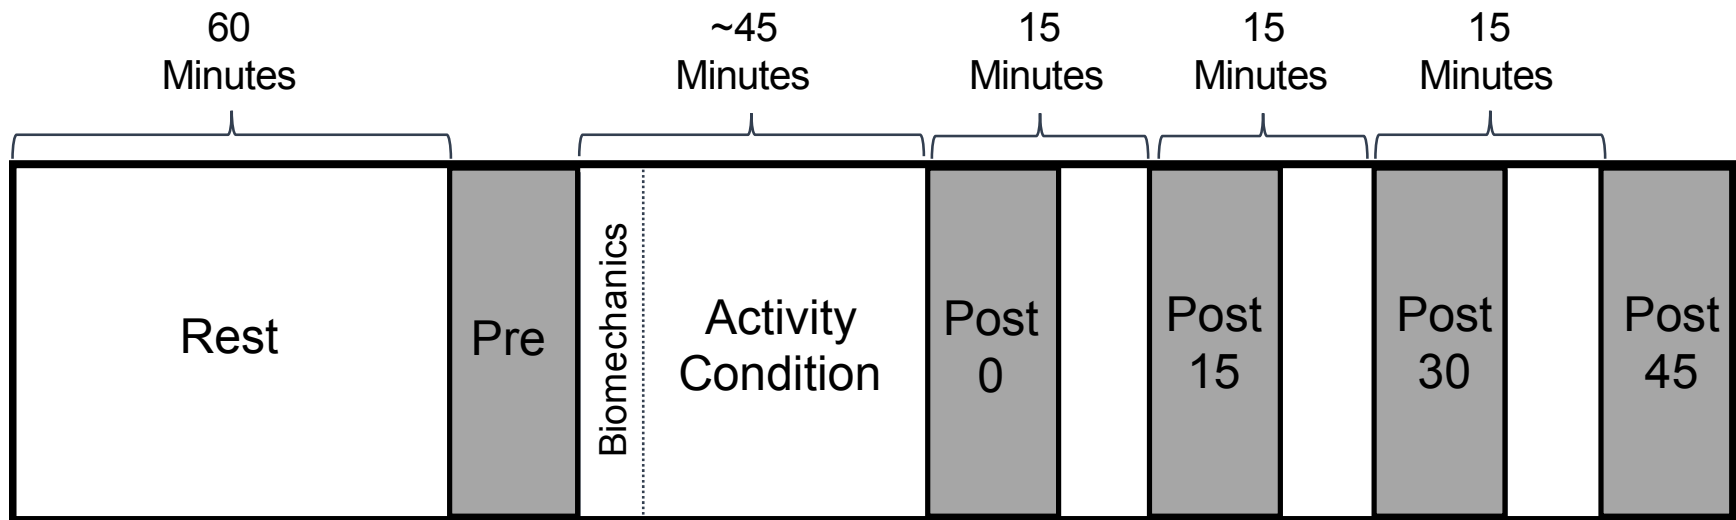 60
Minutes
~45
Minutes
15
Minutes
15
Minutes
15
Minutes
Rest
Pre
Biomechanics
Activity
Condition
Post
0
Post
15
Post
30
Post
45